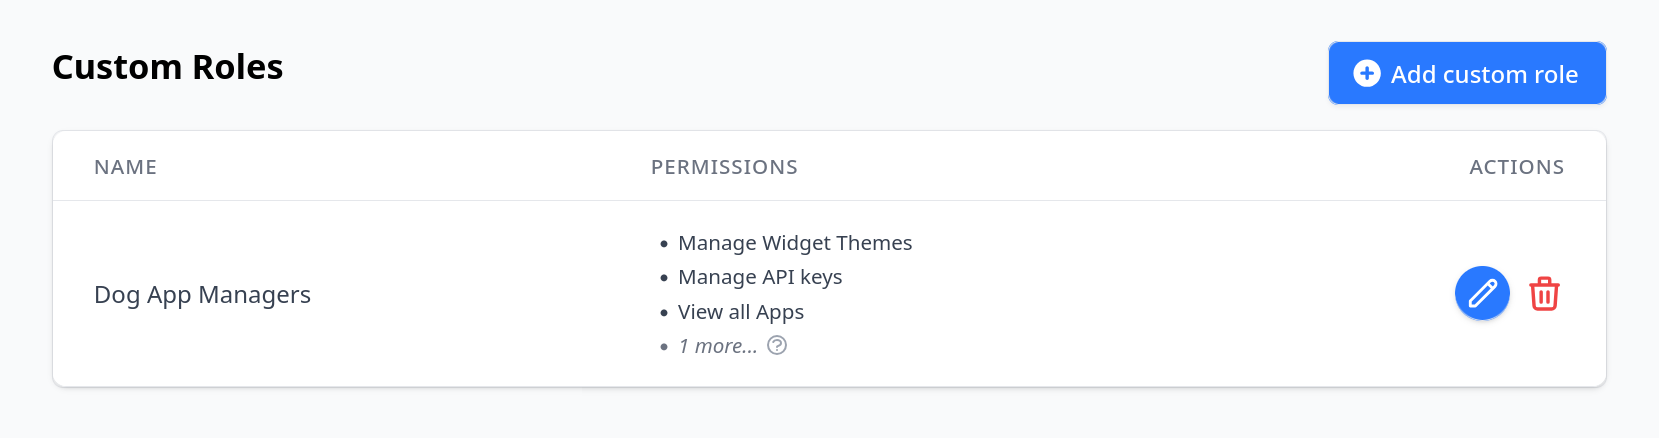 Custom Roles
Add custom role
NAME PERMISSIONS ACTIONS
Dog App Managers
Manage Widget Themes
Manage API keys
View all Apps
1 more...